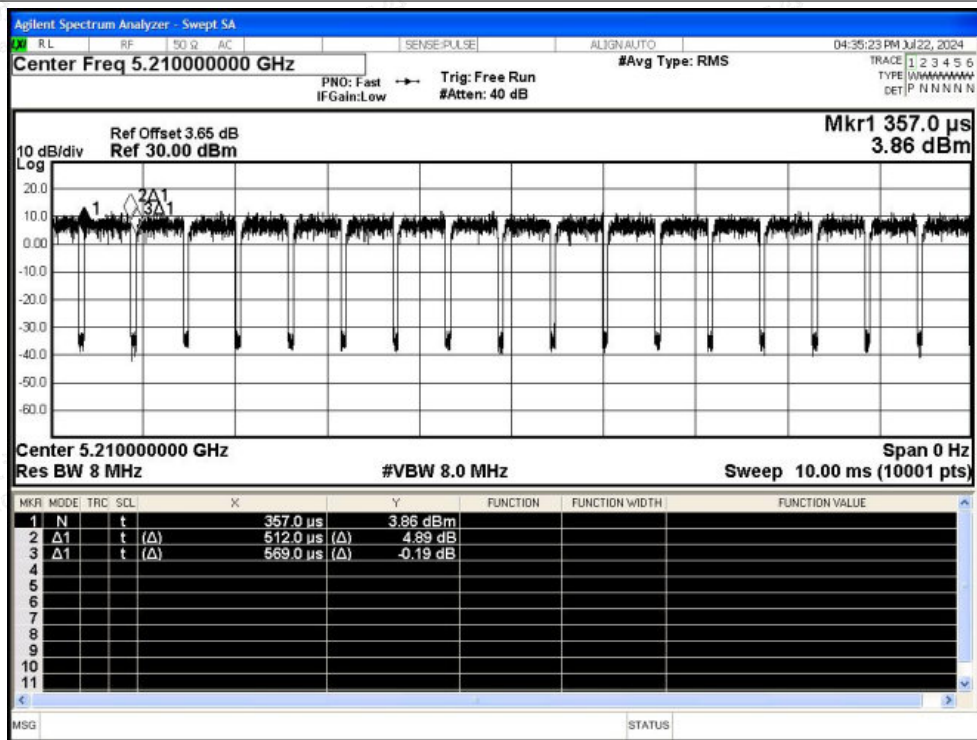 Agilent Spectrum Analyzer - Swept SA
LXI RL RF 50 Ω AC SENSE:PULSE ALIGNAUTO 04:35:23 PM Jul 22, 2024
Center Freq 5.210000000 GHz
PNO: Fast
IFGain:Low
Trig: Free Run
#Atten: 40 dB
#Avg Type: RMS
TRACE 1 2 3 4 5 6
TYPE WWWWWW
DET P N N N N N
Ref Offset 3.65 dB
10 dB/div Ref 30.00 dBm
Log
Mkr1 357.0 µs
3.86 dBm
20.0
10.0
0.00
-10.0
-20.0
-30.0
-40.0
-50.0
-60.0
1
2Δ1
3Δ1
Center 5.210000000 GHz Span 0 Hz
Res BW 8 MHz #VBW 8.0 MHz Sweep 10.00 ms (10001 pts)
MKR MODE TRC SCL X Y FUNCTION FUNCTION WIDTH FUNCTION VALUE
1 N t 357.0 µs 3.86 dBm
2 Δ1 t (Δ) 512.0 µs (Δ) 4.89 dB
3 Δ1 t (Δ) 569.0 µs (Δ) -0.19 dB
4
5
6
7
8
9
10
11
MSG STATUS